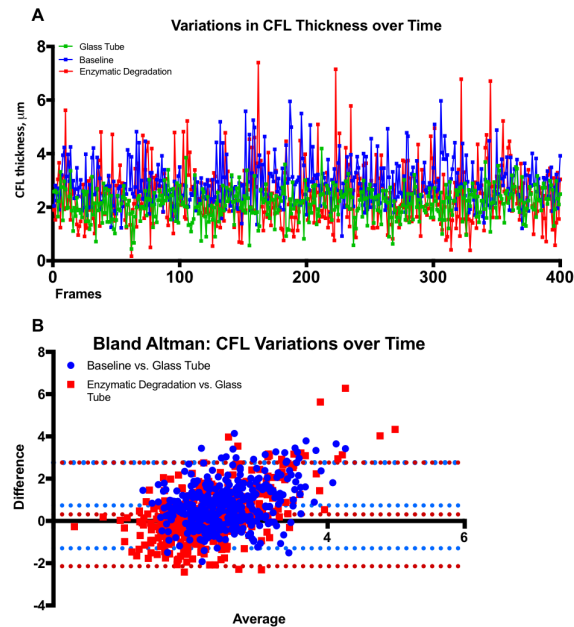 A
Variations in CFL Thickness over Time
Glass Tube
Baseline
Enzymatic Degradation
CFL thickness, μm
8
6
4
2
0
0
100
200
300
400
Frames
B
Bland Altman: CFL Variations over Time
Baseline vs. Glass Tube
Enzymatic Degradation vs. Glass
Tube
Difference
8
6
4
2
0
-2
-4
4
6
Average